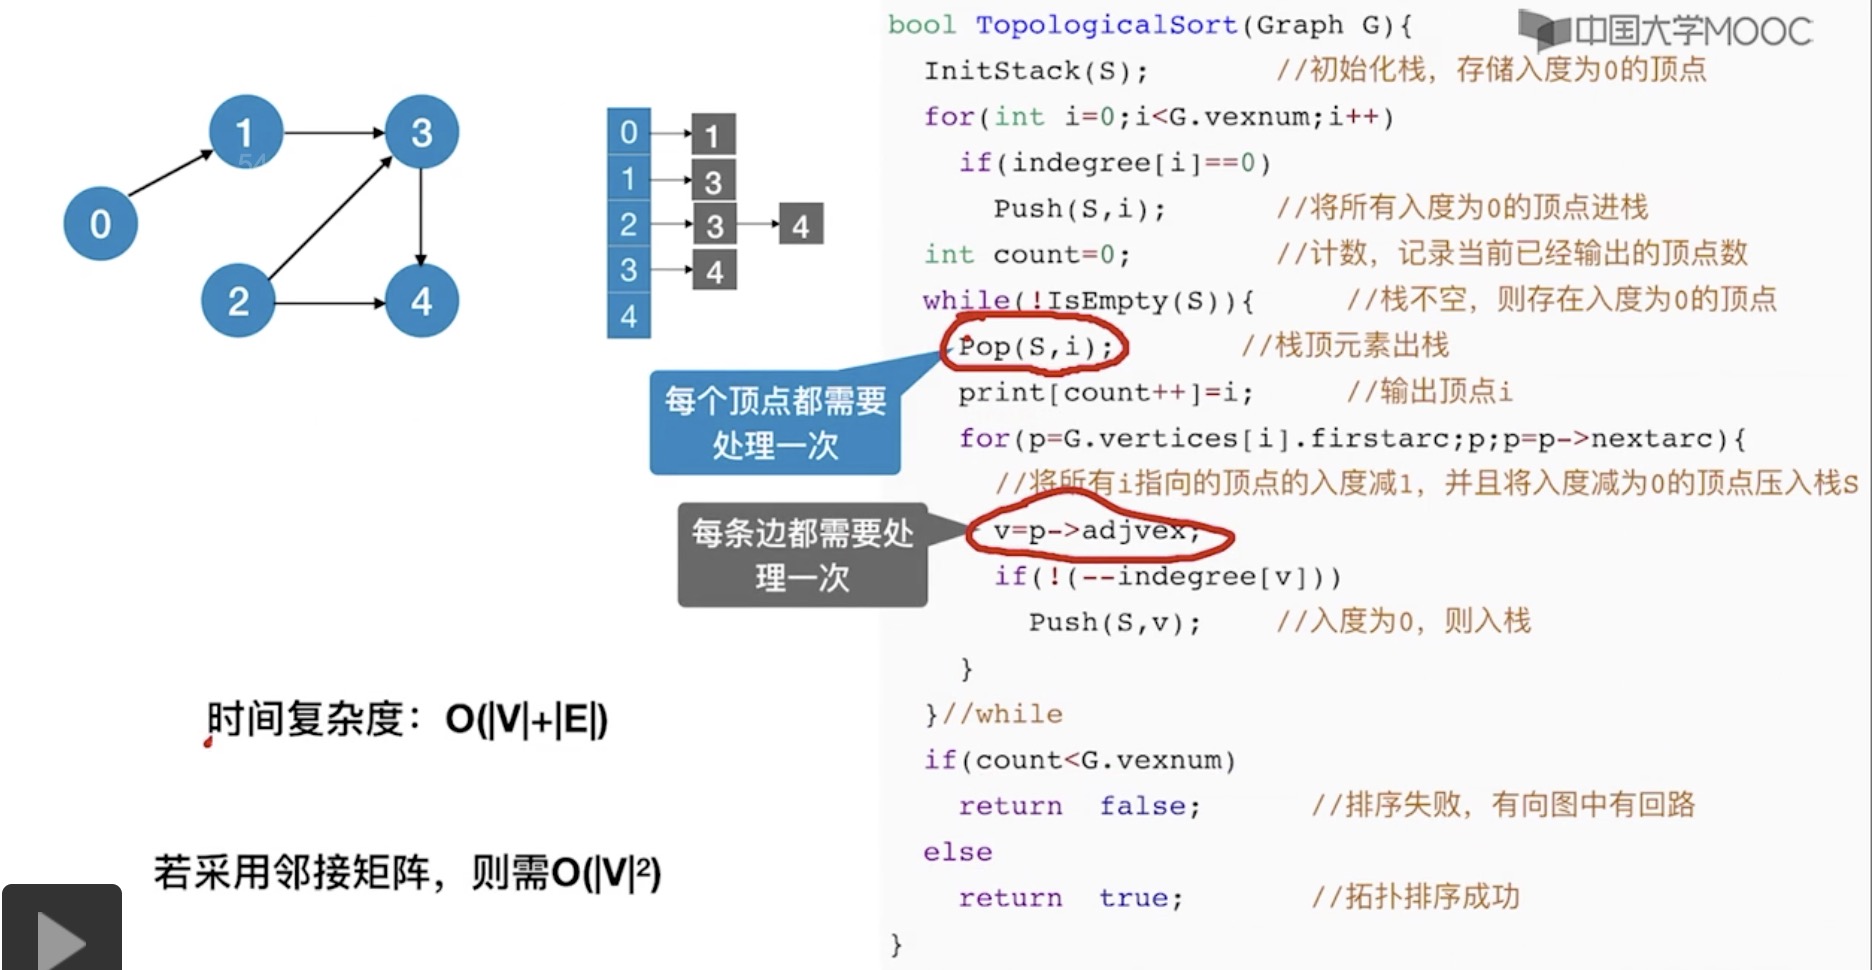 bool TopologicalSort(Graph G){
中国大学MOOC
InitStack(S); //初始化栈，存储入度为0的顶点
for(int i=0;i<G.vexnum;i++)
if(indegree[i]==0)
Push(S,i); //将所有入度为0的顶点进栈
int count=0; //计数，记录当前已经输出的顶点数
while(!IsEmpty(S)){ //栈不空，则存在入度为0的顶点
Pop(S,i); //栈顶元素出栈
print[count++]=i; //输出顶点i
for(p=G.vertices[i].firstarc;p;p=p->nextarc){
//将所有i指向的顶点的入度减1，并且将入度减为0的顶点压入栈S
v=p->adjvex;
if(!(--indegree[v]))
Push(S,v); //入度为0，则入栈
}
}//while
if(count<G.vexnum)
return false; //排序失败，有向图中有回路
else
return true; //拓扑排序成功
}
1
3
0
2
4
54
0 1
1 3
2 3 4
3 4
4
每个顶点都需要
处理一次
每条边都需要处
理一次
时间复杂度：O(|V|+|E|)
若采用邻接矩阵，则需O(|V|²)